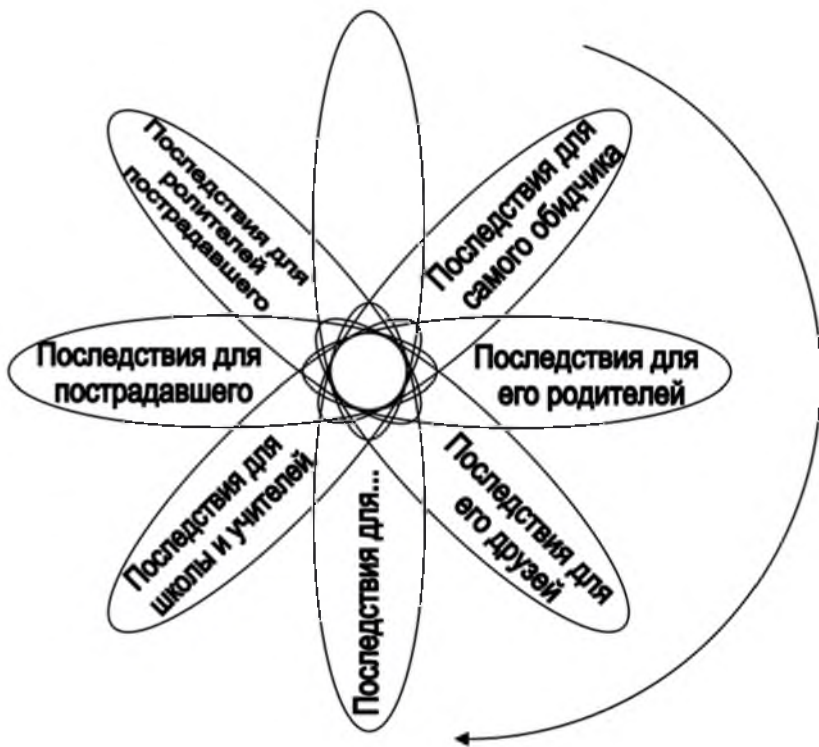 Последствия для
самого обидчика
Последствия для
его родителей
Последствия для
его друзей
Последствия для...
Последствия для
школы и учителей
Последствия для
пострадавшего
Последствия для
ролителей
пострадавшего